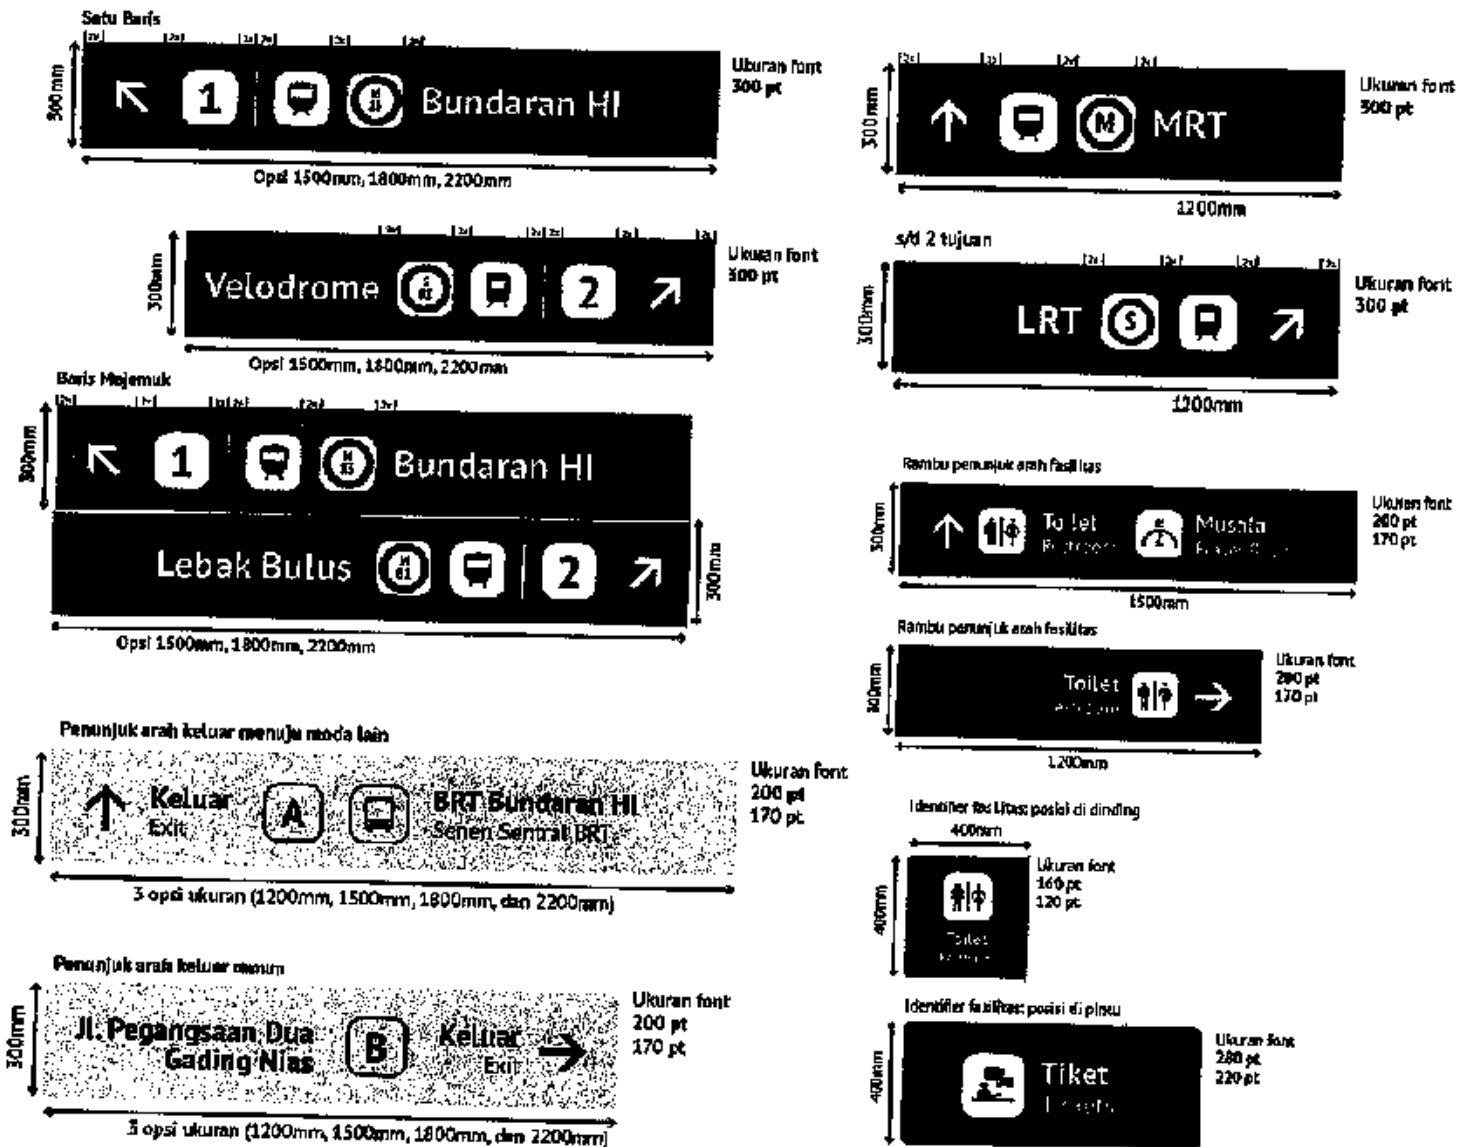 Satu Baris
300mm
1
Bundaran HI
Ukuran font
300 pt
Opsi 1500mm, 1800mm, 2200mm
300mm
Velodrome
2
Ukuran font
300 pt
Opsi 1500mm, 1800mm, 2200mm
Baris Majemuk
300mm
1
Bundaran HI
Lebak Bulus
2
300mm
Opsi 1500mm, 1800mm, 2200mm
Penunjuk arah keluar menuju moda lain
300mm
Keluar
Exit
A
BRT Bundaran HI
Senen Sentral BRT
Ukuran font
200 pt
170 pt
3 opsi ukuran (1200mm, 1500mm, 1800mm, dan 2200mm)
Penunjuk arah keluar umum
300mm
Jl. Pegangsaan Dua
Gading Nias
B
Keluar
Exit
Ukuran font
200 pt
170 pt
3 opsi ukuran (1200mm, 1500mm, 1800mm, dan 2200mm)
300mm
M
MRT
Ukuran font
300 pt
1200mm
s/d 2 tujuan
300mm
LRT
S
Ukuran font
300 pt
1200mm
Rambu penunjuk arah fasilitas
300mm
Toilet
Restroom
Musala
Ukuran font
200 pt
170 pt
1500mm
Rambu penunjuk arah fasilitas
300mm
Toilet
Ukuran font
200 pt
170 pt
1200mm
Identifier fasilitas: posisi di dinding
400mm
400mm
Toilet
Ukuran font
160 pt
120 pt
Identifier fasilitas: posisi di pintu
400mm
Tiket
Ukuran font
280 pt
220 pt